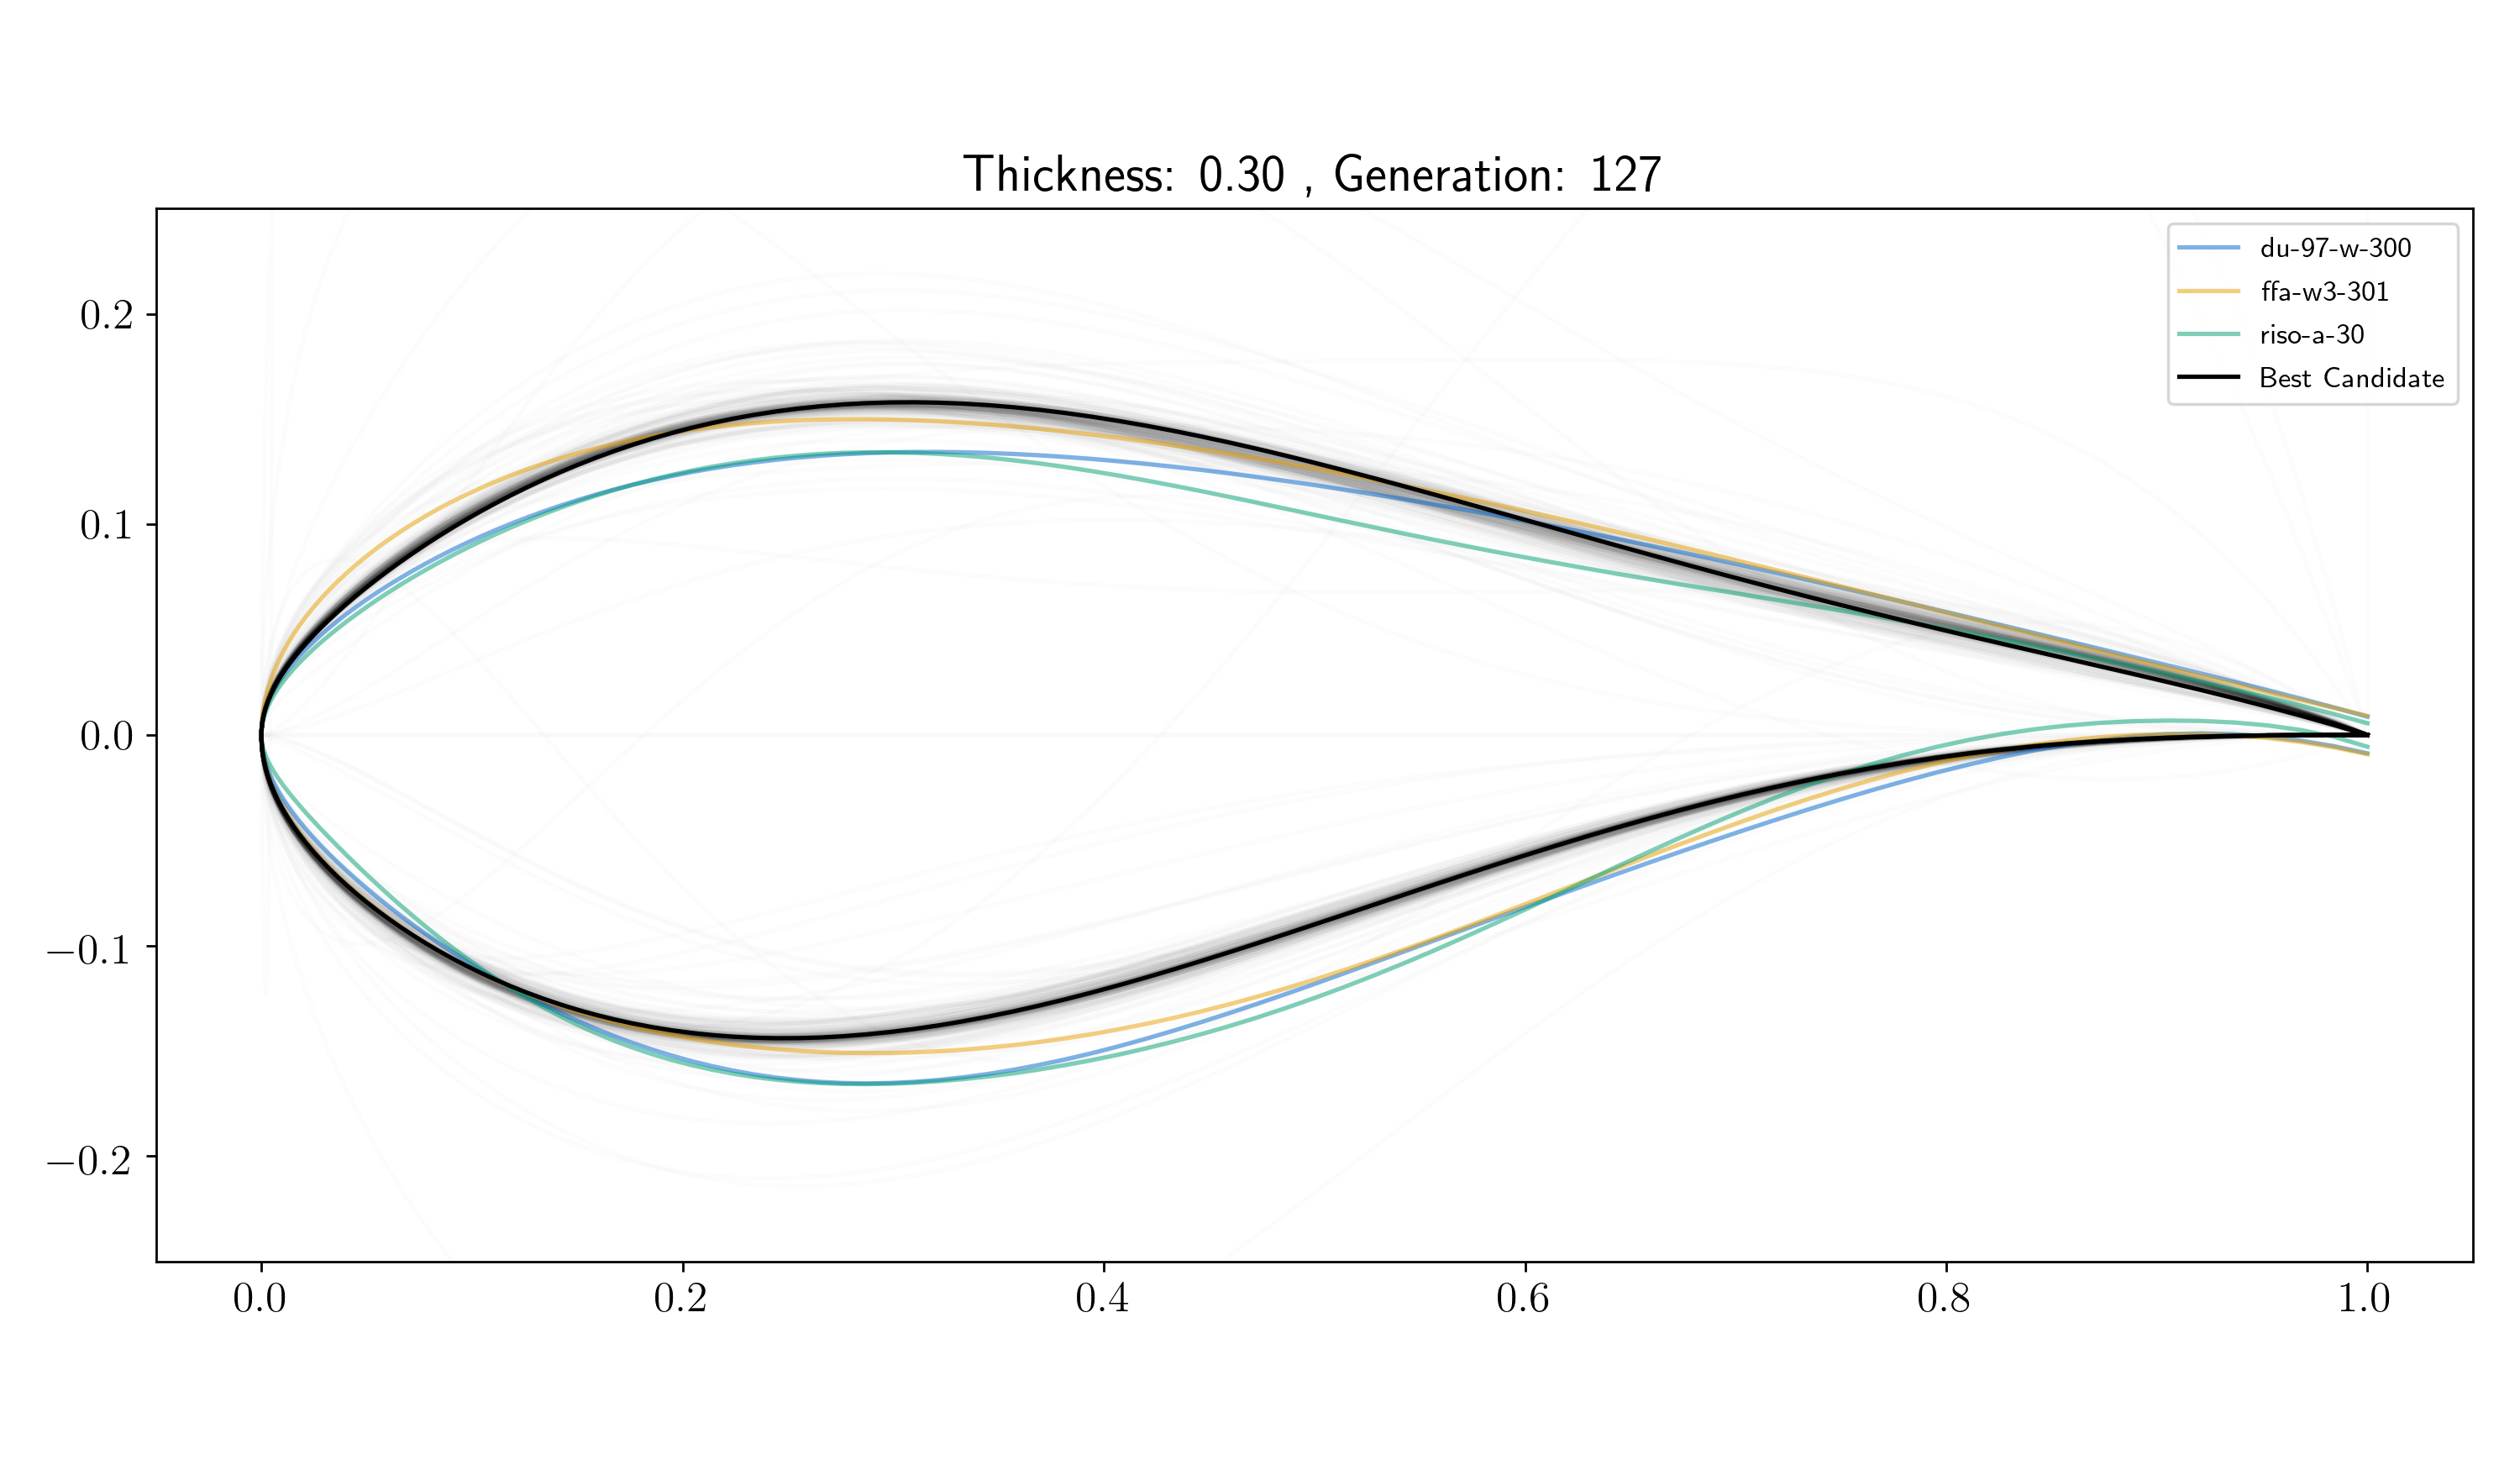 Thickness: 0.30 , Generation: 127
du-97-w-300
ffa-w3-301
riso-a-30
Best Candidate
0.2
0.1
0.0
−0.1
−0.2
0.0 0.2 0.4 0.6 0.8 1.0